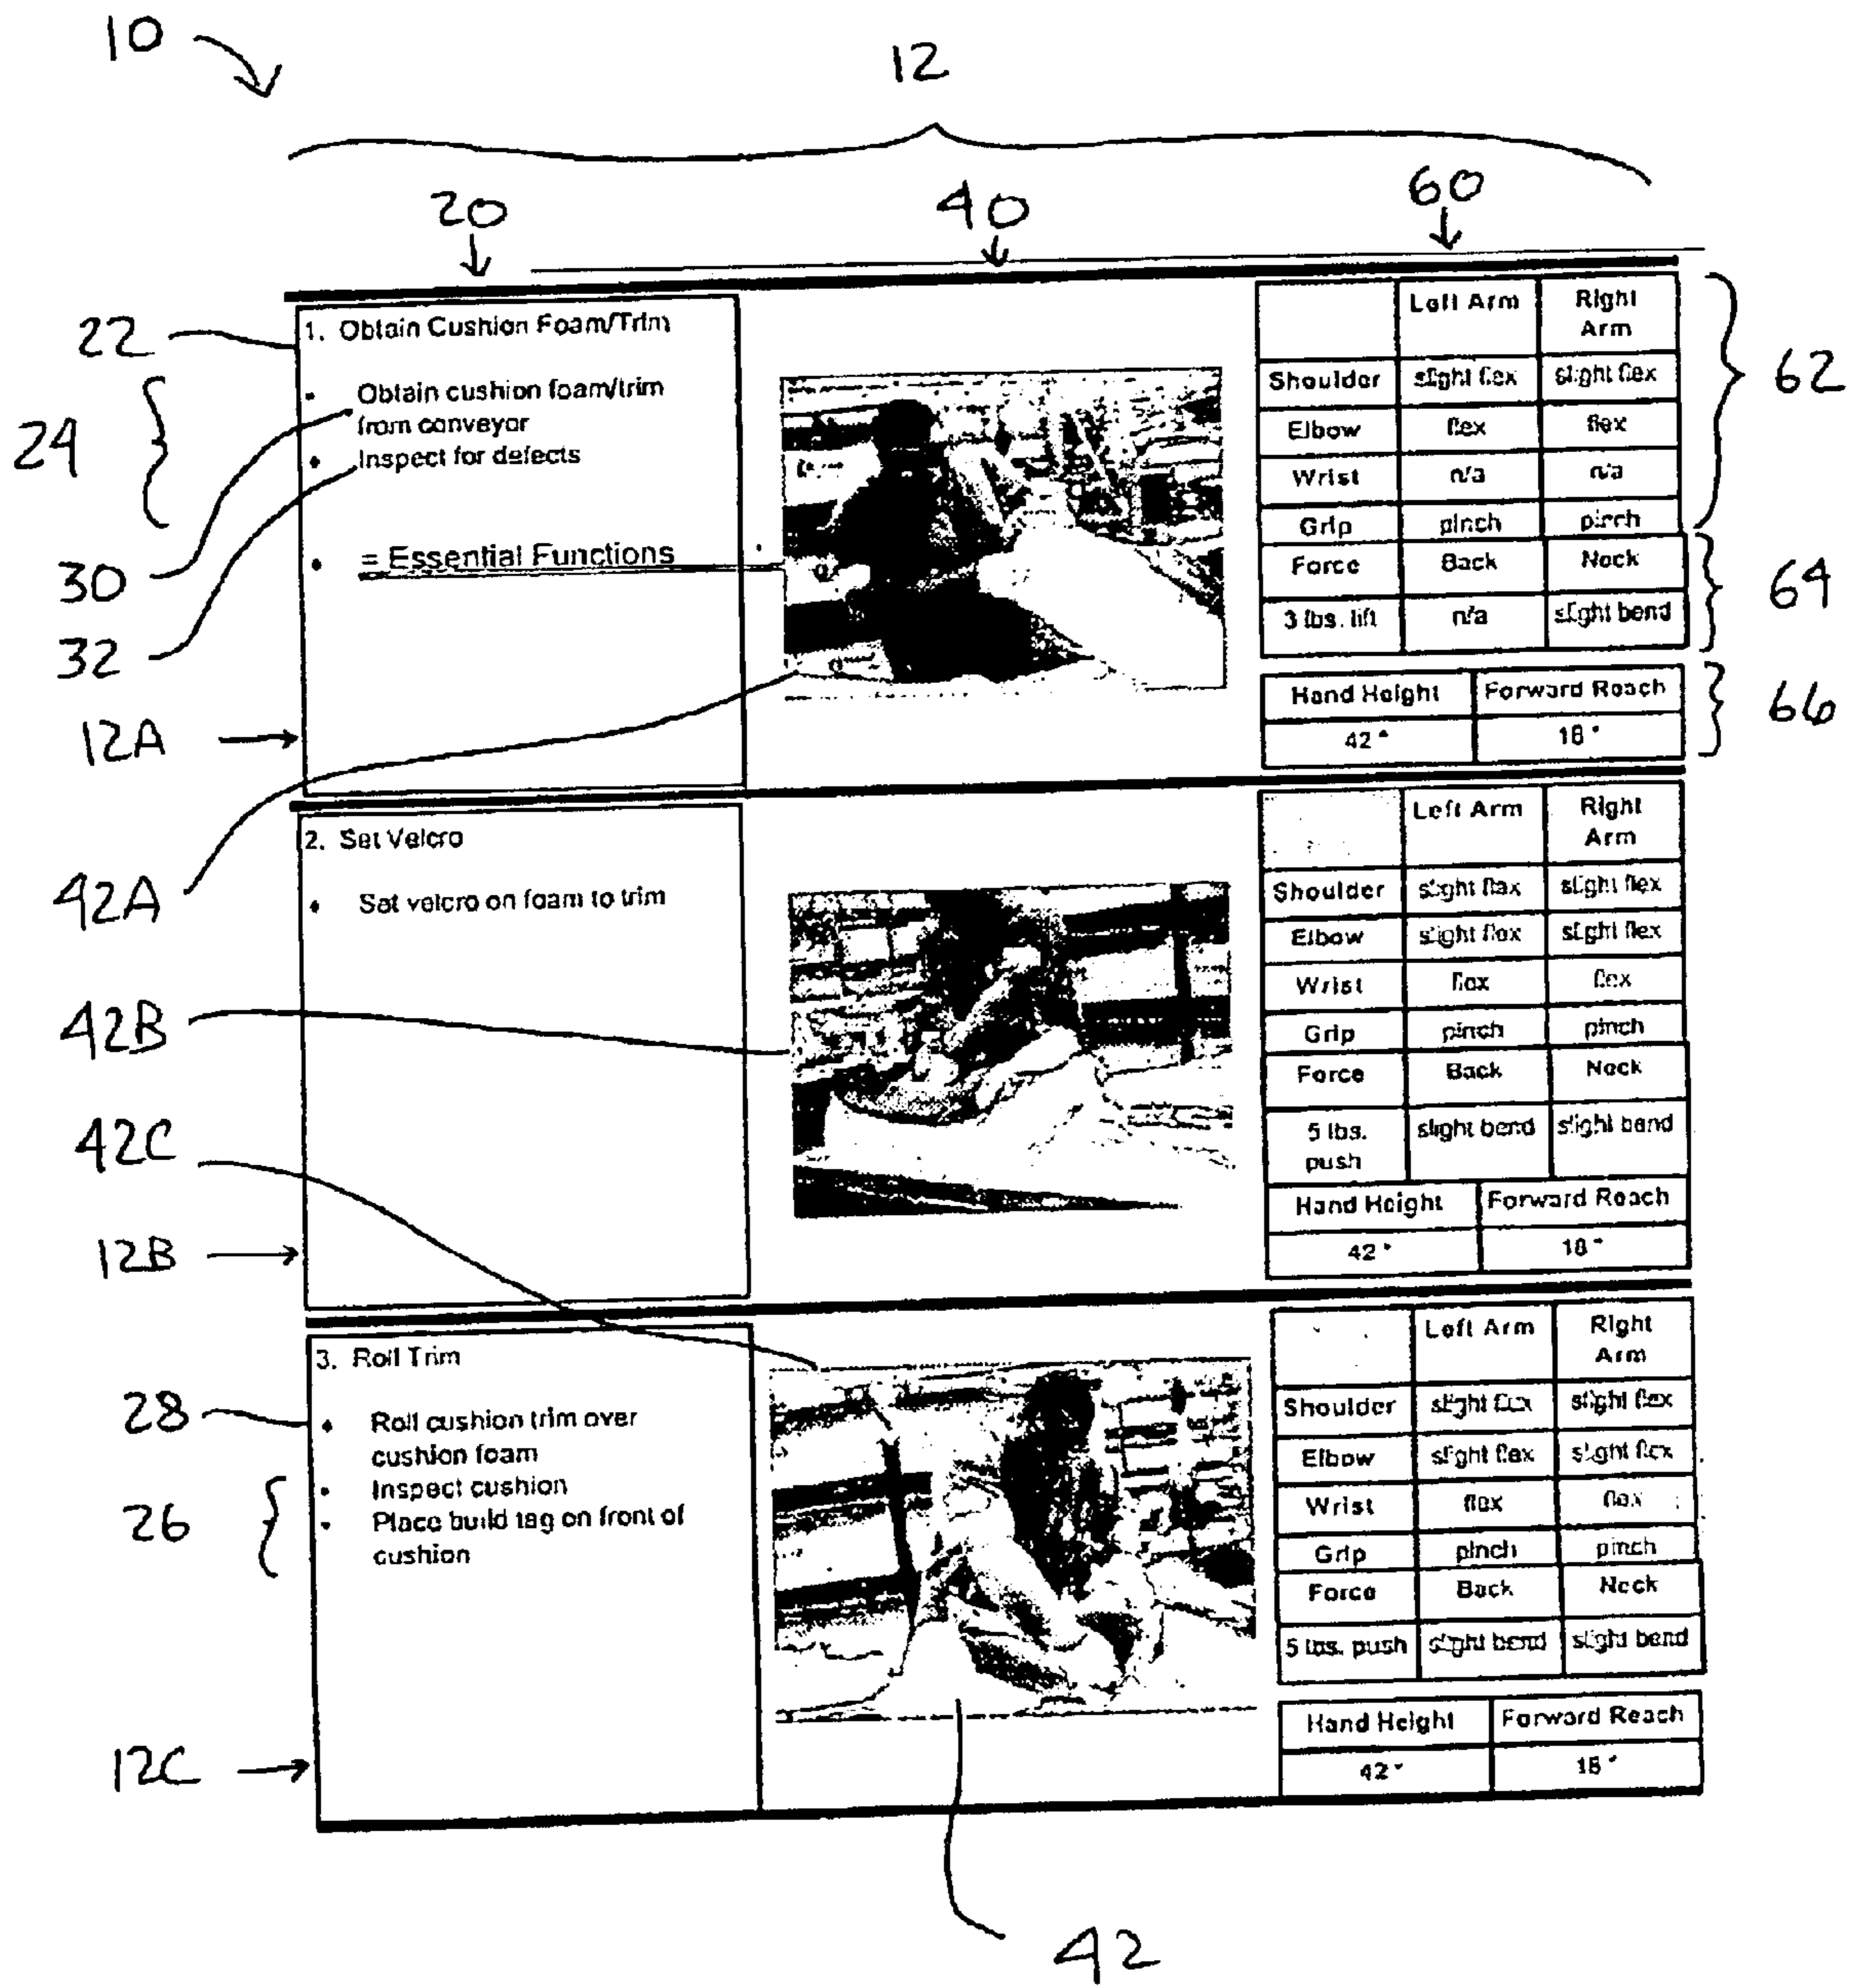 10
12
20
40
60
22
1. Obtain Cushion Foam/Trim
24
• Obtain cushion foam/trim
from conveyor
• Inspect for defects
30
• = Essential Functions
32
12A
42A
Left Arm Right
Arm
Shoulder slight flex slight flex
Elbow flex flex
Wrist n/a n/a
Grip pinch pinch
Force Back Neck
3 lbs. lift n/a slight bend
Hand Height Forward Reach
42" 18"
62
64
66
2. Set Velcro
• Set velcro on foam to trim
42B
42C
12B
Left Arm Right
Arm
Shoulder slight flex slight flex
Elbow slight flex slight flex
Wrist flex flex
Grip pinch pinch
Force Back Neck
5 lbs. slight bend slight bend
push
Hand Height Forward Reach
42" 18"
3. Roll Trim
28
• Roll cushion trim over
cushion foam
26
• Inspect cushion
• Place build tag on front of
cushion
12C
Left Arm Right
Arm
Shoulder slight flex slight flex
Elbow slight flex slight flex
Wrist flex flex
Grip pinch pinch
Force Back Neck
5 lbs. push slight bend slight bend
Hand Height Forward Reach
42" 18"
42